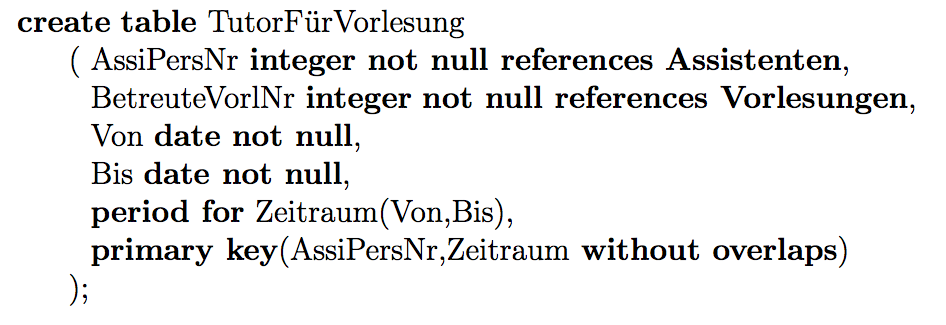 create table TutorFürVorlesung
( AssiPersNr integer not null references Assistenten,
BetreuteVorlNr integer not null references Vorlesungen,
Von date not null,
Bis date not null,
period for Zeitraum(Von,Bis),
primary key(AssiPersNr,Zeitraum without overlaps)
);